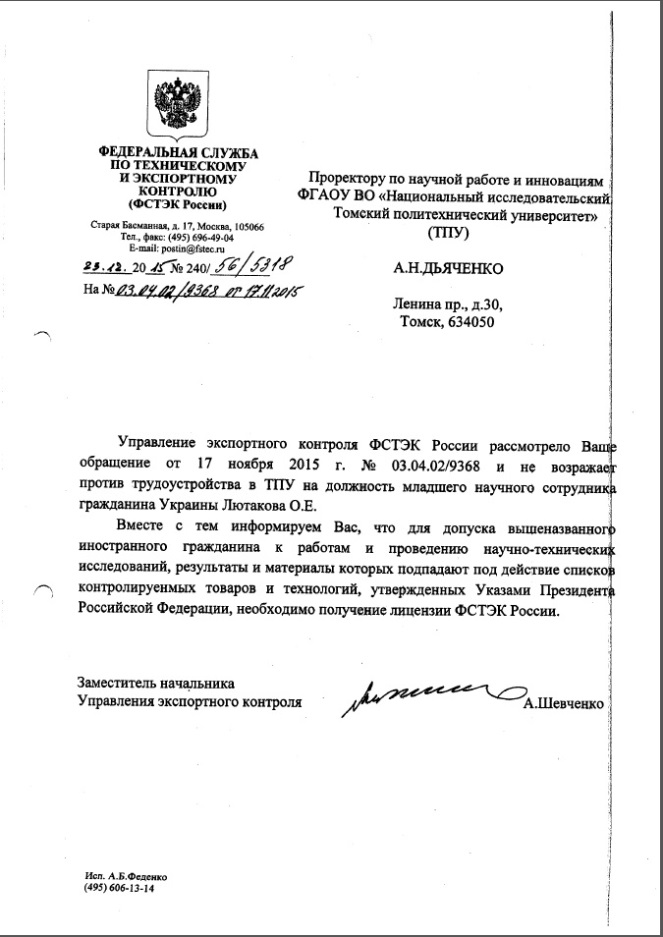 ФЕДЕРАЛЬНАЯ СЛУЖБА
ПО ТЕХНИЧЕСКОМУ
И ЭКСПОРТНОМУ
КОНТРОЛЮ
(ФСТЭК России)
Старая Басманная, д. 17, Москва, 105066
Тел., факс: (495) 696-49-04
E-mail: postin@fstec.ru
23.12. 2015 № 240/56/5318
На № 03.04.02/9368 от 17.11.2015
Проректору по научной работе и инновациям
ФГАОУ ВО «Национальный исследовательский
Томский политехнический университет»
(ТПУ)
А.Н.ДЬЯЧЕНКО
Ленина пр., д.30,
Томск, 634050
Управление экспортного контроля ФСТЭК России рассмотрело Ваше
обращение от 17 ноября 2015 г. № 03.04.02/9368 и не возражает
против трудоустройства в ТПУ на должность младшего научного сотрудника
гражданина Украины Лютакова О.Е.
Вместе с тем информируем Вас, что для допуска вышеназванного
иностранного гражданина к работам и проведению научно-технических
исследований, результаты и материалы которых подпадают под действие списков
контролируенмых товаров и технологий, утвержденных Указами Президента
Российской Федерации, необходимо получение лицензии ФСТЭК России.
Заместитель начальника
Управления экспортного контроля
А.Шевченко
Исп. А.Б.Феденко
(495) 606-13-14